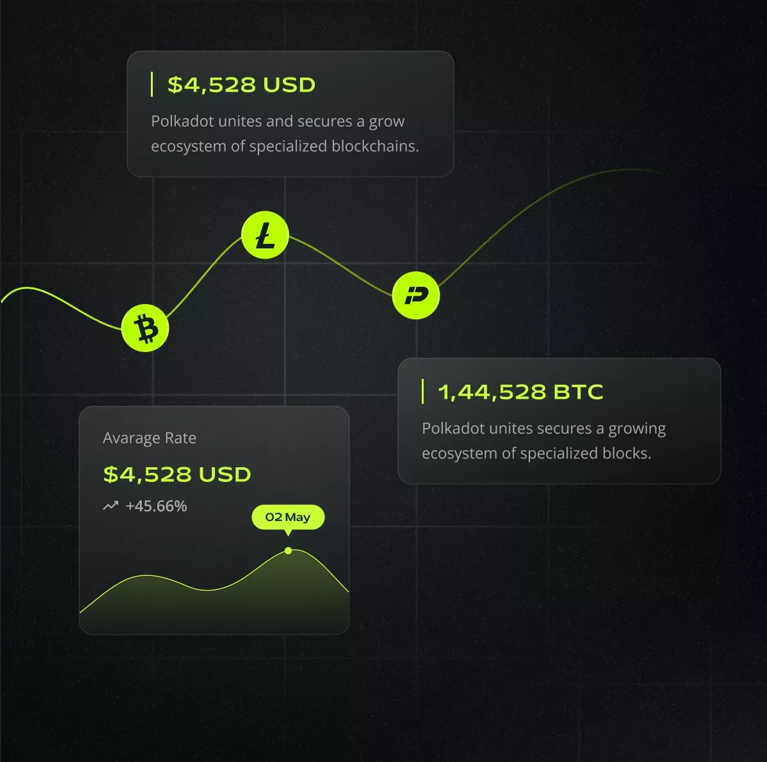 $4,528 USD
Polkadot unites and secures a grow
ecosystem of specialized blockchains.
1,44,528 BTC
Polkadot unites secures a growing
ecosystem of specialized blocks.
Avarage Rate
$4,528 USD
+45.66%
02 May